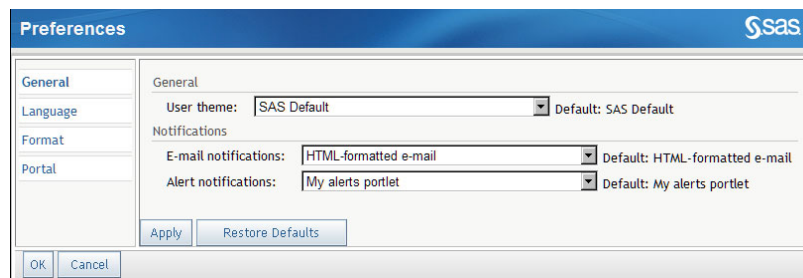 Preferences
sas
General
Language
Format
Portal
General
User theme: SAS Default Default: SAS Default
Notifications
E-mail notifications: HTML-formatted e-mail Default: HTML-formatted e-mail
Alert notifications: My alerts portlet Default: My alerts portlet
Apply Restore Defaults
OK Cancel